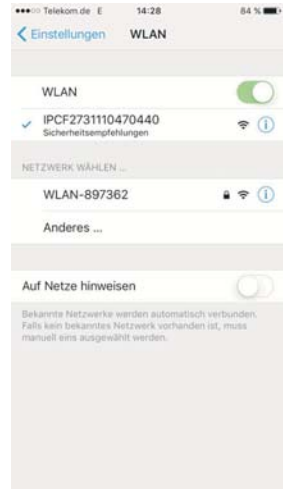 Telekom.de E 14:28 84 %
Einstellungen WLAN
WLAN
IPCF2731110470440
Sicherheitsempfehlungen
NETZWERK WÄHLEN ...
WLAN-897362
Anderes ...
Auf Netze hinweisen
Bekannte Netzwerke werden automatisch verbunden.
Falls kein bekanntes Netzwerk vorhanden ist, muss
manuell eins ausgewählt werden.